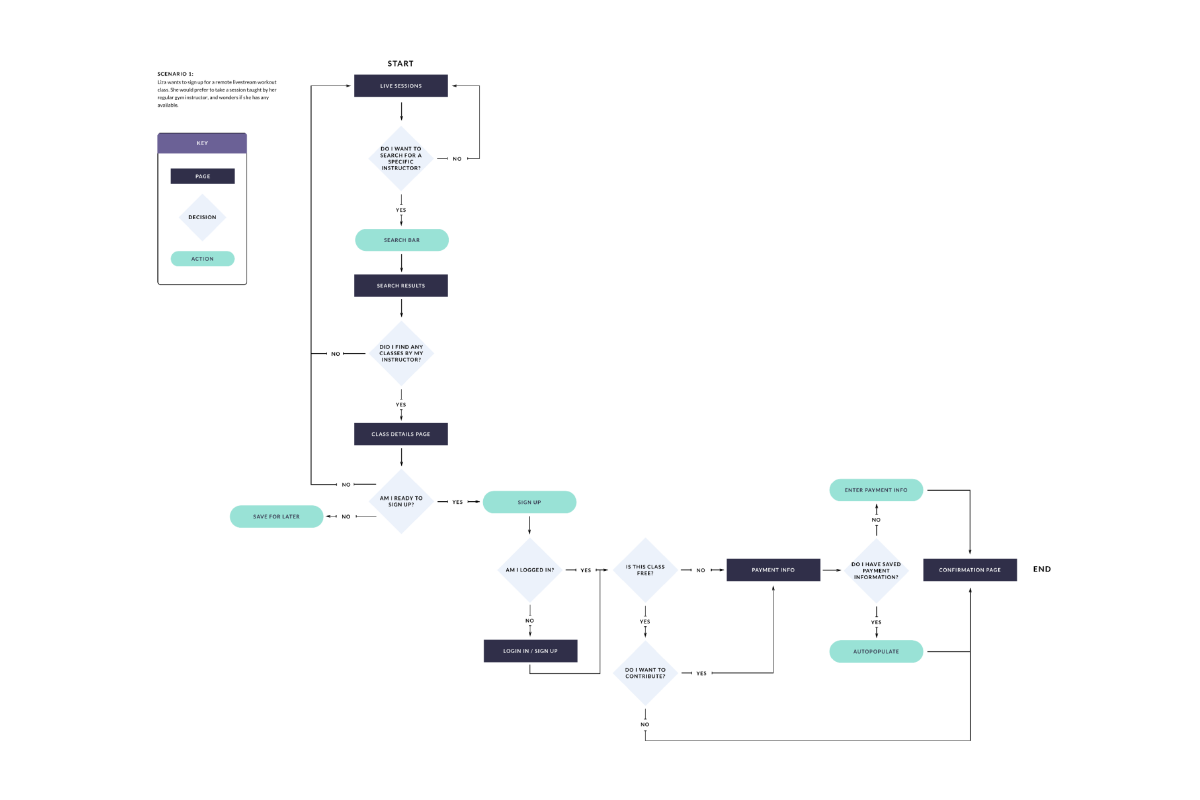 START
SCENARIO 1:
Liza wants to sign up for a remote livestream workout
class. She would prefer to take a session taught by her
regular gym instructor, and wonders if she has any
available.
LIVE SESSIONS
KEY
PAGE
DECISION
ACTION
DO I WANT TO
SEARCH FOR A
SPECIFIC
INSTRUCTOR?
NO
YES
SEARCH BAR
SEARCH RESULTS
DID I FIND ANY
CLASSES BY MY
INSTRUCTOR?
NO
YES
CLASS DETAILS PAGE
NO
AM I READY TO
SIGN UP?
YES
SIGN UP
NO
SAVE FOR LATER
AM I LOGGED IN?
YES
NO
LOGIN IN / SIGN UP
IS THIS CLASS
FREE?
NO
YES
DO I WANT TO
CONTRIBUTE?
YES
NO
PAYMENT INFO
DO I HAVE SAVED
PAYMENT
INFORMATION?
NO
ENTER PAYMENT INFO
YES
AUTOPOPULATE
CONFIRMATION PAGE
END